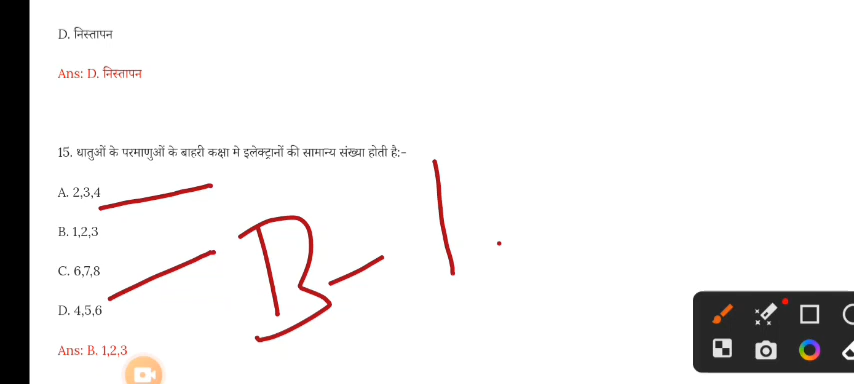 D. निस्तापन
Ans: D. निस्तापन
15. धातुओं के परमाणुओं के बाहरी कक्षा मे इलेक्ट्रानों की सामान्य संख्या होती है:-
A. 2,3,4
B. 1,2,3
C. 6,7,8
D. 4,5,6
B - 1.
Ans: B. 1,2,3